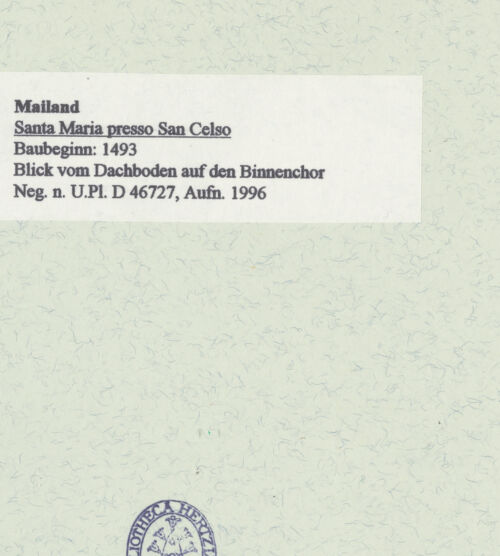 Mailand
Santa Maria presso San Celso
Baubeginn: 1493
Blick vom Dachboden auf den Binnenchor
Neg. n. U.Pl. D 46727, Aufn. 1996